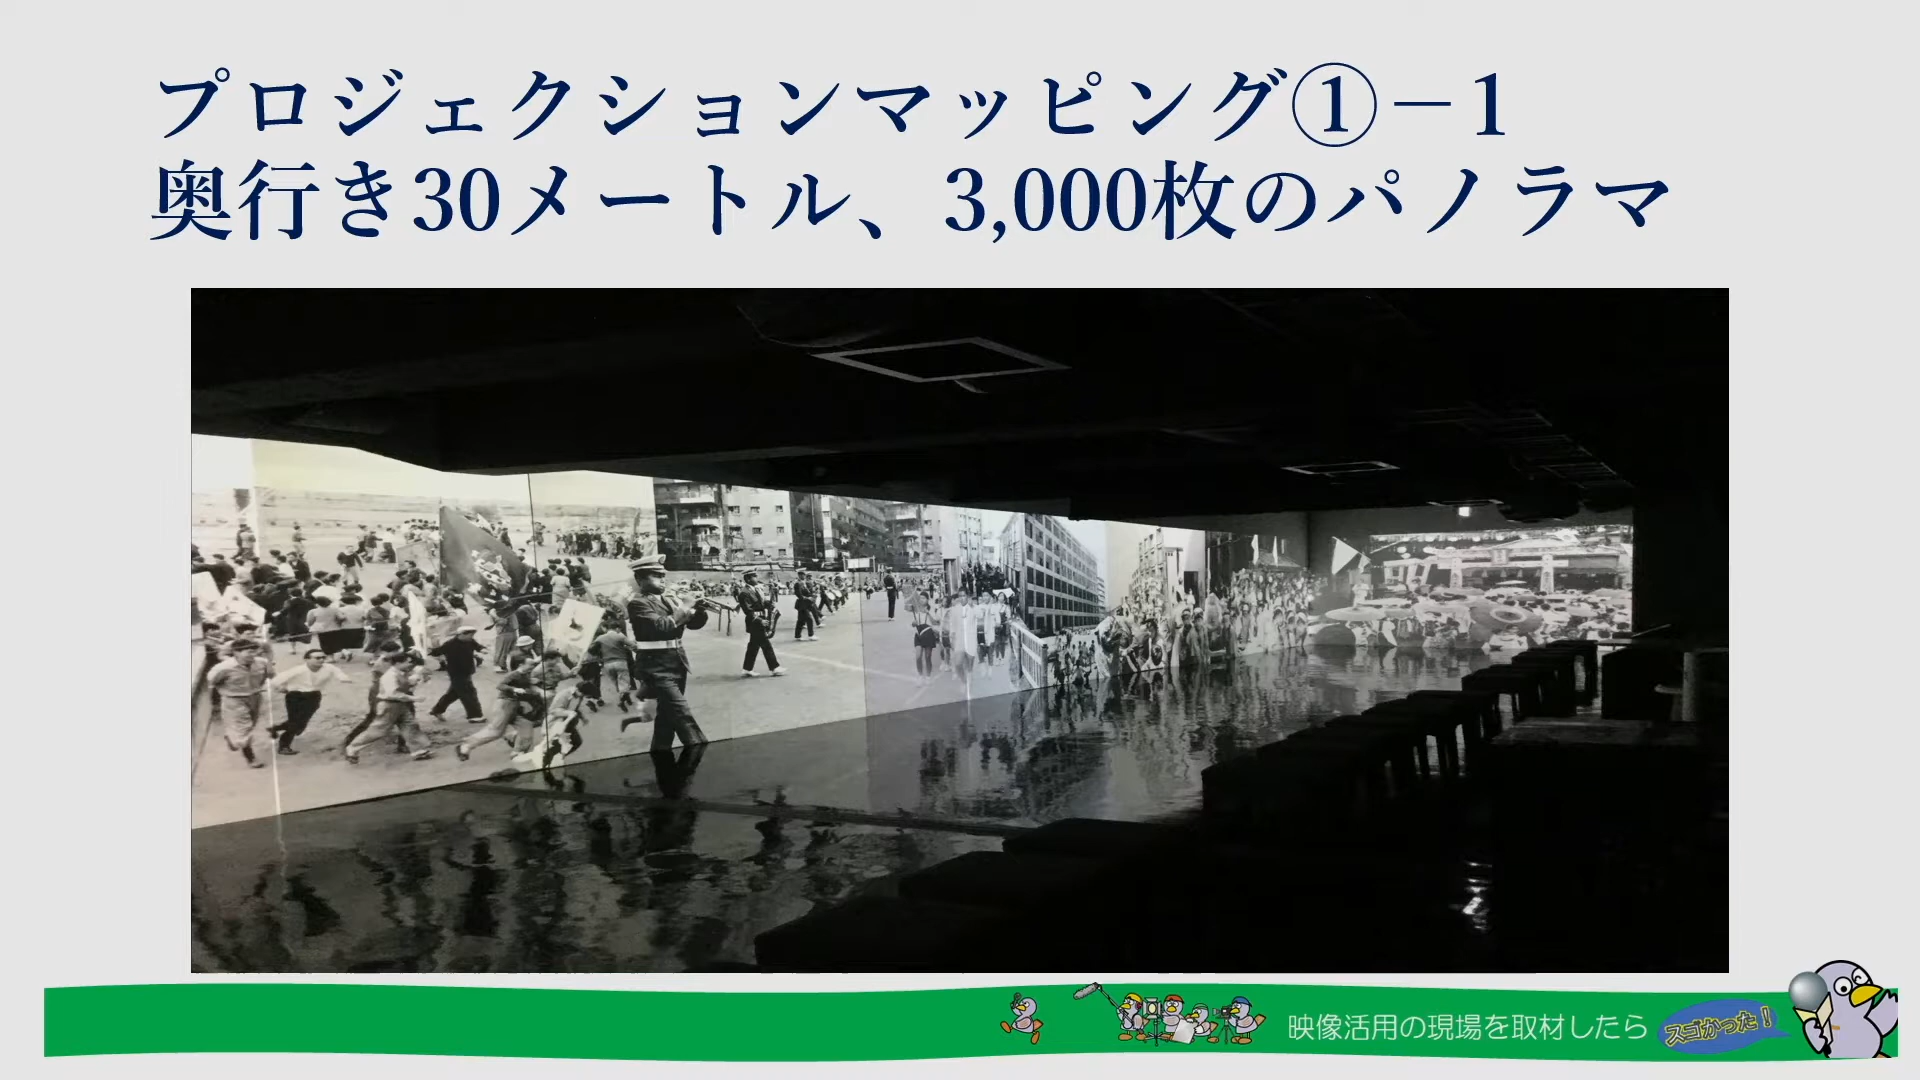 プロジェクションマッピング①－1
奥行き30メートル、3,000枚のパノラマ
映像活用の現場を取材したら
スゴかった！